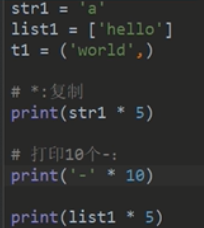 str1 = 'a'
list1 = ['hello']
t1 = ('world',)
# *:复制
print(str1 * 5)
# 打印10个-:
print('-' * 10)
print(list1 * 5)